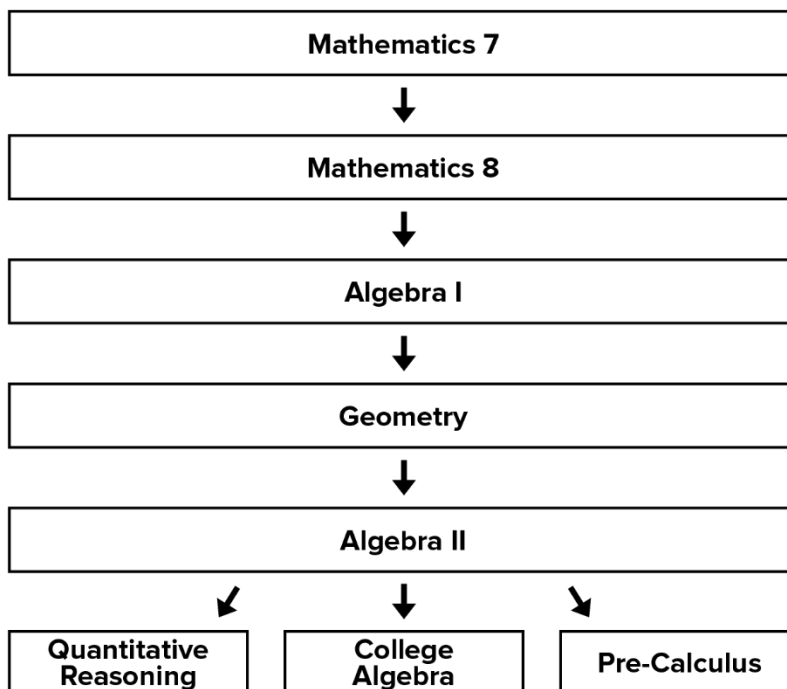 Mathematics 7
Mathematics 8
Algebra I
Geometry
Algebra II
Quantitative
Reasoning
College
Algebra
Pre-Calculus